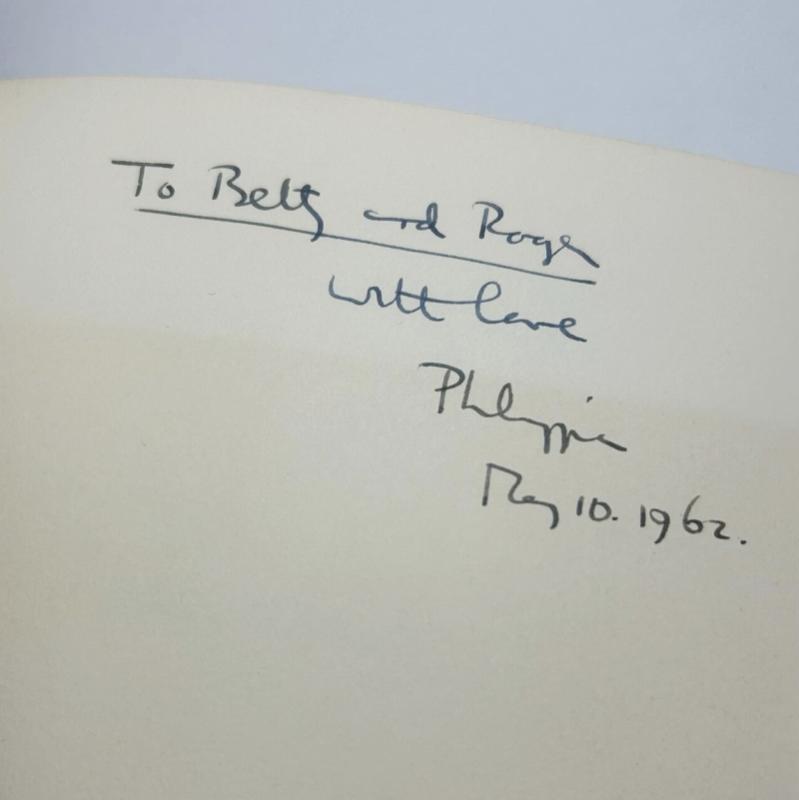 To Betty and Roger
with love
Philippa
May 10. 1962.